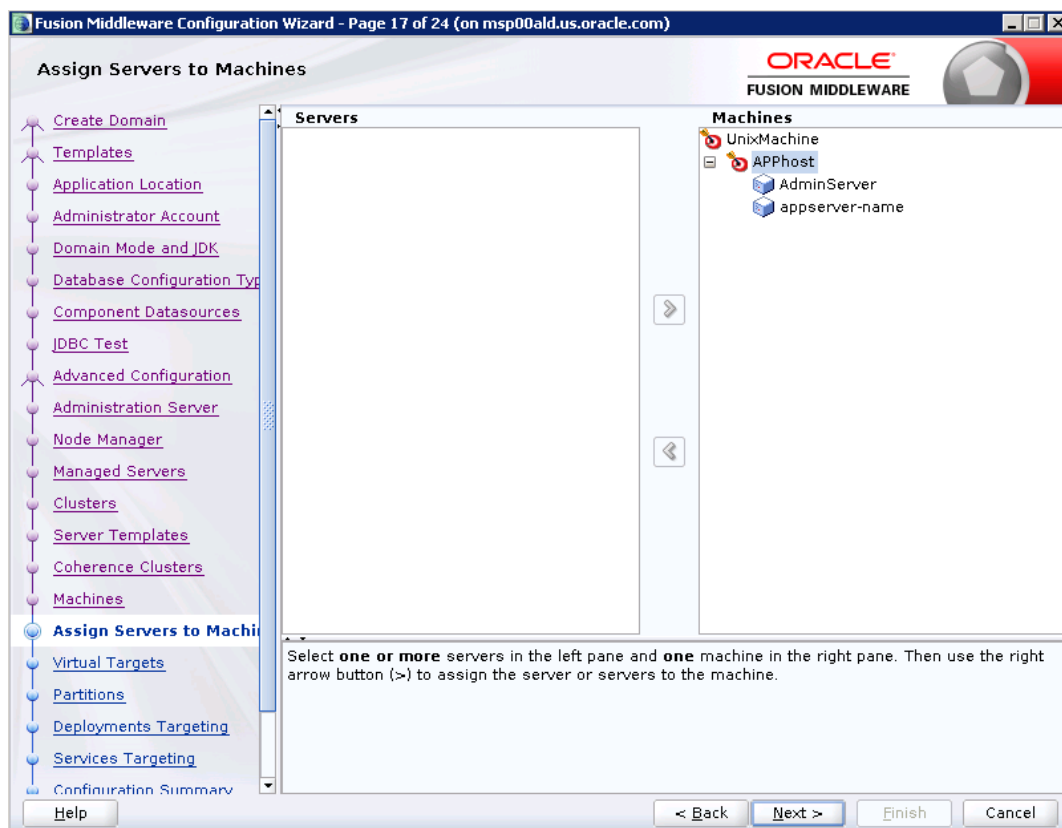 Fusion Middleware Configuration Wizard - Page 17 of 24 (on msp00ald.us.oracle.com)
Assign Servers to Machines
ORACLE
FUSION MIDDLEWARE
Create Domain
Templates
Application Location
Administrator Account
Domain Mode and JDK
Database Configuration Typ
Component Datasources
JDBC Test
Advanced Configuration
Administration Server
Node Manager
Managed Servers
Clusters
Server Templates
Coherence Clusters
Machines
Assign Servers to Machi
Virtual Targets
Partitions
Deployments Targeting
Services Targeting
Configuration Summary
Servers
Machines
UnixMachine
APPhost
AdminServer
appserver-name
Select one or more servers in the left pane and one machine in the right pane. Then use the right
arrow button (>) to assign the server or servers to the machine.
Help
< Back
Next >
Finish
Cancel